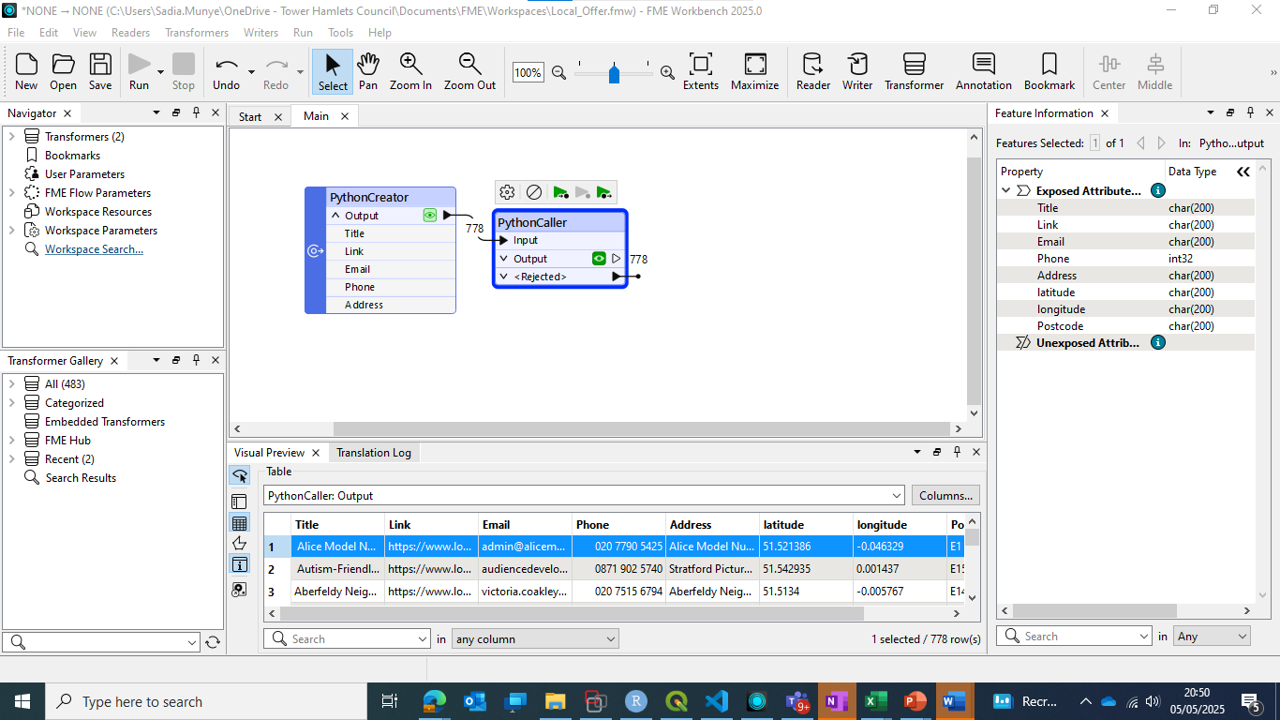 *NONE → NONE (C:\Users\Sadia.Munye\OneDrive - Tower Hamlets Council\Documents\FME\Workspaces\Local_Offer.fmw) - FME Workbench 2025.0
File Edit View Readers Transformers Writers Run Tools Help
New Open Save Run Stop Undo Redo Select Pan Zoom In Zoom Out 100% Extents Maximize Reader Writer Transformer Annotation Bookmark Center Middle »
Navigator
Transformers (2)
Bookmarks
User Parameters
FME Flow Parameters
Workspace Resources
Workspace Parameters
Workspace Search...
Transformer Gallery
All (483)
Categorized
Embedded Transformers
FME Hub
Recent (2)
Search Results
Start Main
PythonCreator
Output
Title
Link
Email
Phone
Address
778
PythonCaller
Input
Output
<Rejected>
778
Visual Preview Translation Log
Table
PythonCaller: Output Columns...
Title Link Email Phone Address latitude longitude Po
1 Alice Model N... https://www.lo... admin@alicem... 020 7790 5425 Alice Model Nu... 51.521386 -0.046329 E1
2 Autism-Friendl... https://www.lo... audiencedevelo... 0871 902 5740 Stratford Pictur... 51.542935 0.001437 E15
3 Aberfeldy Neig... https://www.lo... victoria.coakley... 020 7515 6794 Aberfeldy Neig... 51.5134 -0.005767 E14
Search in any column 1 selected / 778 row(s)
Feature Information
Features Selected: 1 of 1 In: Pytho...utput
Property Data Type
Exposed Attribute...
Title char(200)
Link char(200)
Email char(200)
Phone int32
Address char(200)
latitude char(200)
longitude char(200)
Postcode char(200)
Unexposed Attrib...
Search in Any
Type here to search
9+
Recr...
20:50
05/05/2025
5